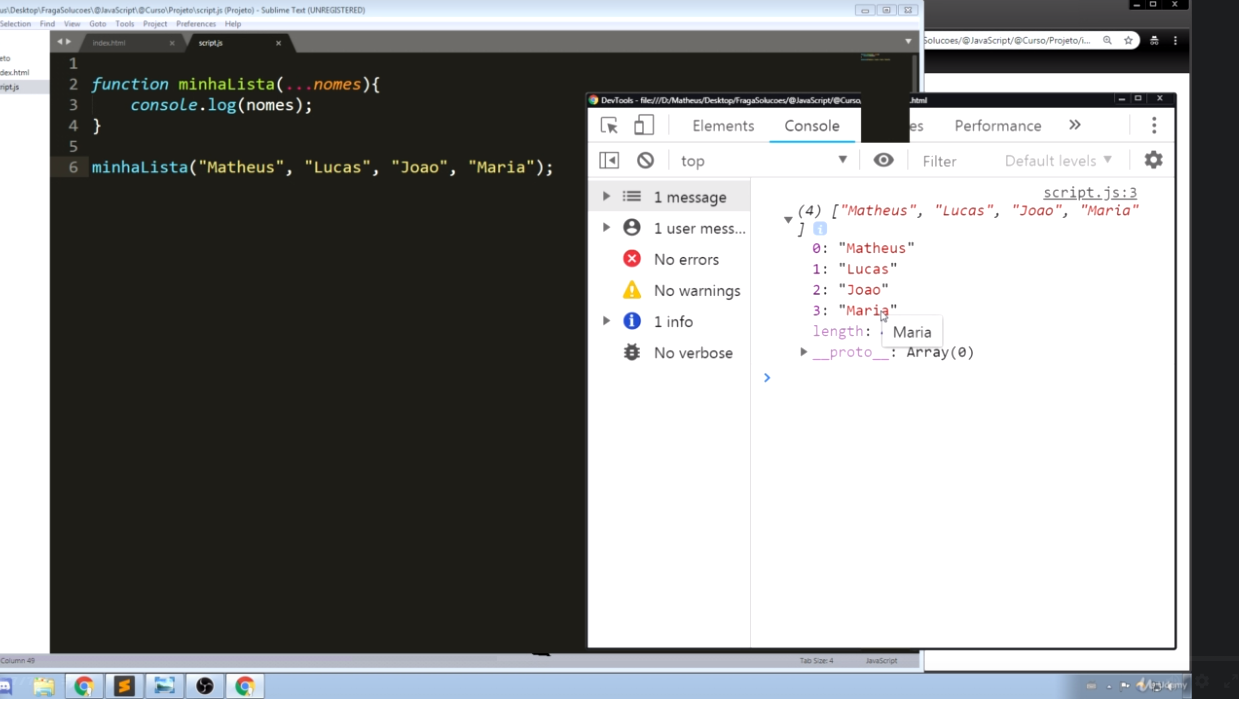 us\Desktop\FragaSolucoes\@JavaScript\@Curso\Projeto\script.js (Projeto) - Sublime Text (UNREGISTERED)
Selection Find View Goto Tools Project Preferences Help
index.html × script.js ×
eto
dex.html
ript.js
1
2 function minhaLista(...nomes){
3 console.log(nomes);
4 }
5
6 minhaLista("Matheus", "Lucas", "Joao", "Maria");
Column 49
Tab Size: 4 JavaScript
olucoes/@JavaScript/@Curso/Projeto/i...
DevTools - file:///D:/Matheus/Desktop/FragaSolucoes/@JavaScript/@Curso .html
Elements Console es Performance »
top Filter Default levels ▼
1 message
1 user mess...
No errors
No warnings
1 info
No verbose
script.js:3
(4) ["Matheus", "Lucas", "Joao", "Maria"
]
0: "Matheus"
1: "Lucas"
2: "Joao"
3: "Maria"
length:
Maria
__proto__: Array(0)
Udemy